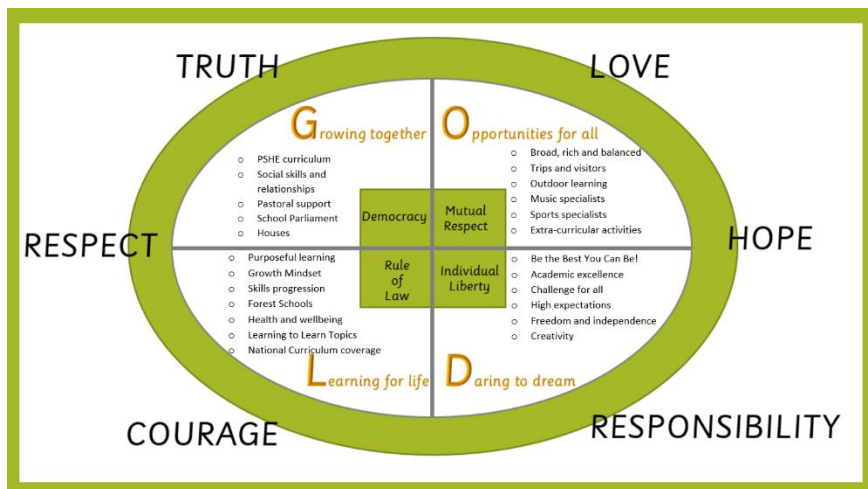 TRUTH
LOVE
Growing together
Opportunities for all
o PSHE curriculum
o Social skills and
relationships
o Pastoral support
o School Parliament
o Houses
o Broad, rich and balanced
o Trips and visitors
o Outdoor learning
o Music specialists
o Sports specialists
o Extra-curricular activities
Democracy
Mutual
Respect
RESPECT
HOPE
o Purposeful learning
o Growth Mindset
o Skills progression
o Forest Schools
o Health and wellbeing
o Learning to Learn Topics
o National Curriculum coverage
Rule
of
Law
Individual
Liberty
o Be the Best You Can Be!
o Academic excellence
o Challenge for all
o High expectations
o Freedom and independence
o Creativity
Learning for life
Daring to dream
COURAGE
RESPONSIBILITY